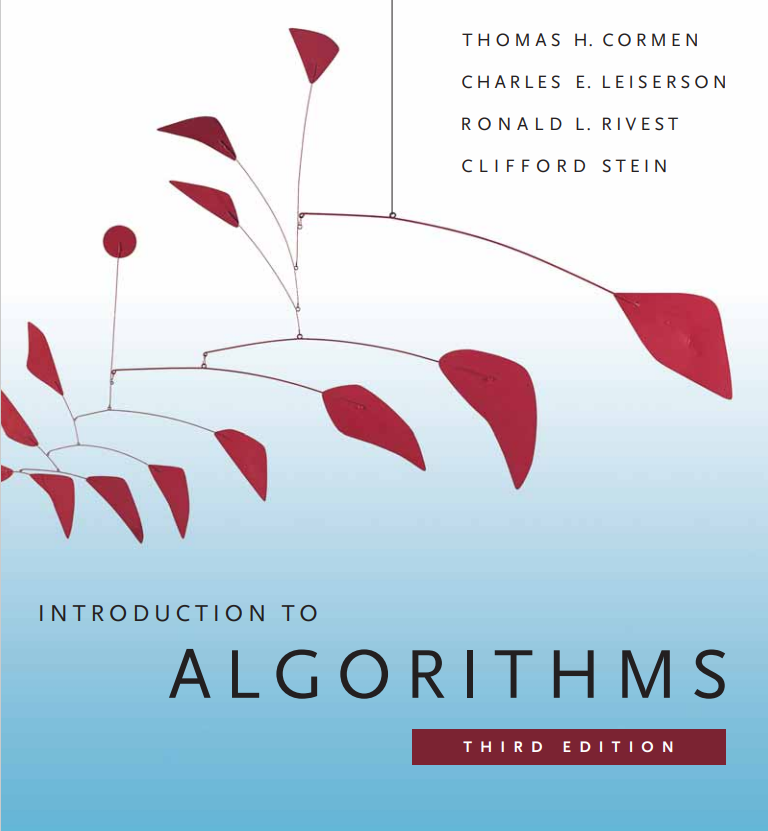 THOMAS H. CORMEN
CHARLES E. LEISERSON
RONALD L. RIVEST
CLIFFORD STEIN
INTRODUCTION TO
ALGORITHMS
THIRD EDITION